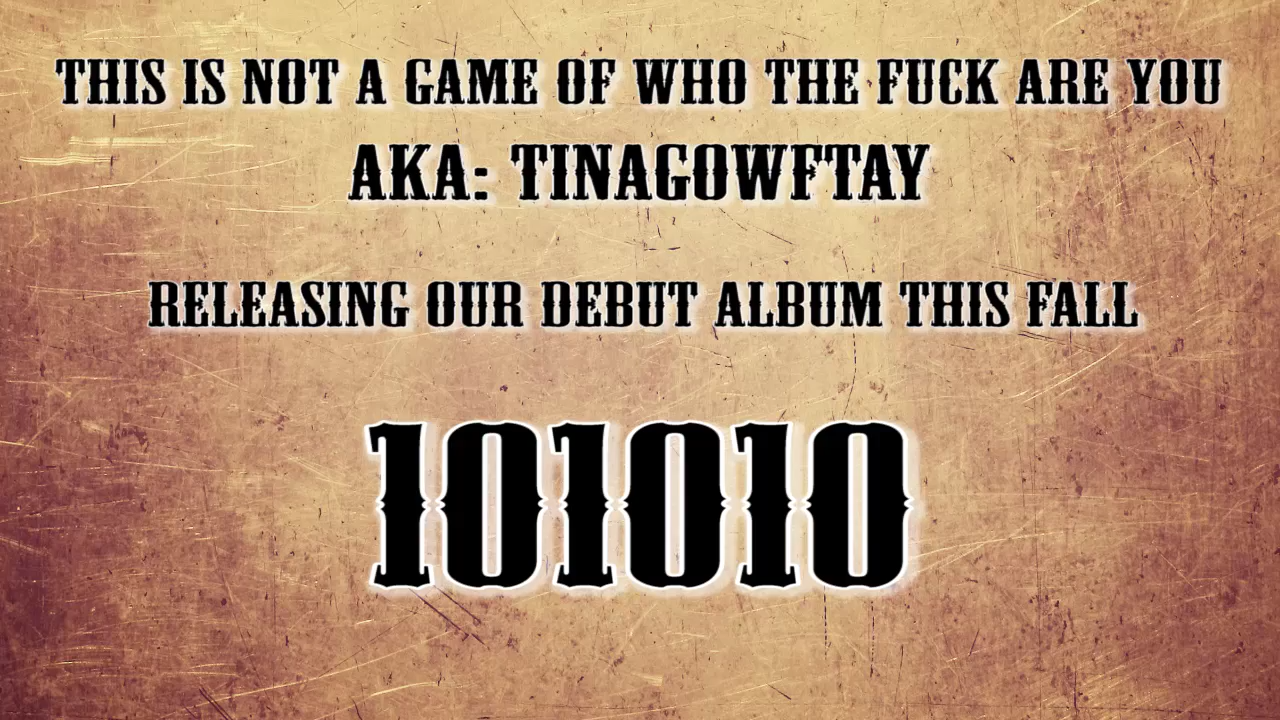 THIS IS NOT A GAME OF WHO THE FUCK ARE YOU
AKA: TINAGOWFTAY
RELEASING OUR DEBUT ALBUM THIS FALL
101010